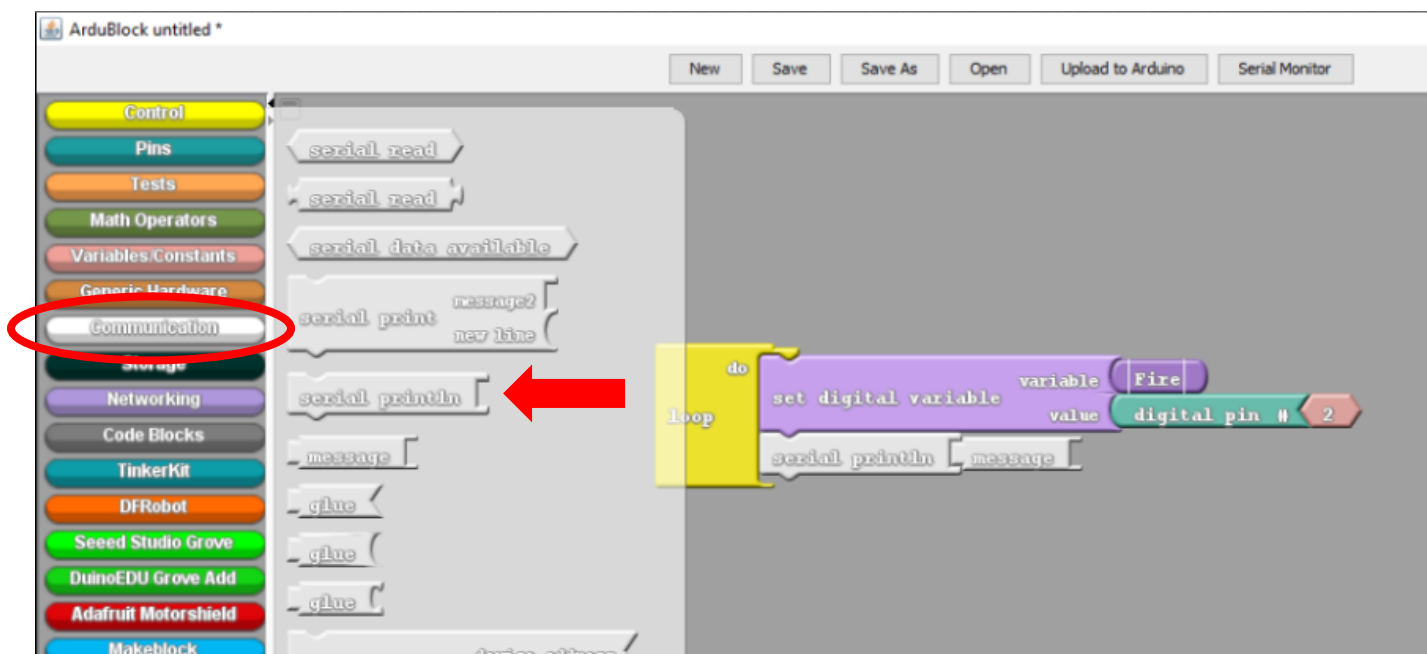 ArduBlock untitled *
New Save Save As Open Upload to Arduino Serial Monitor
Control
Pins
Tests
Math Operators
Variables/Constants
Generic Hardware
Communication
Storage
Networking
Code Blocks
TinkerKit
DFRobot
Seeed Studio Grove
DuinoEDU Grove Add
Adafruit Motorshield
Makeblock
serial read
serial read
serial data available
serial print message2
new line
serial println
message
glue
glue
glue
device address
loop do
set digital variable variable Fire
value digital pin # 2
serial println message